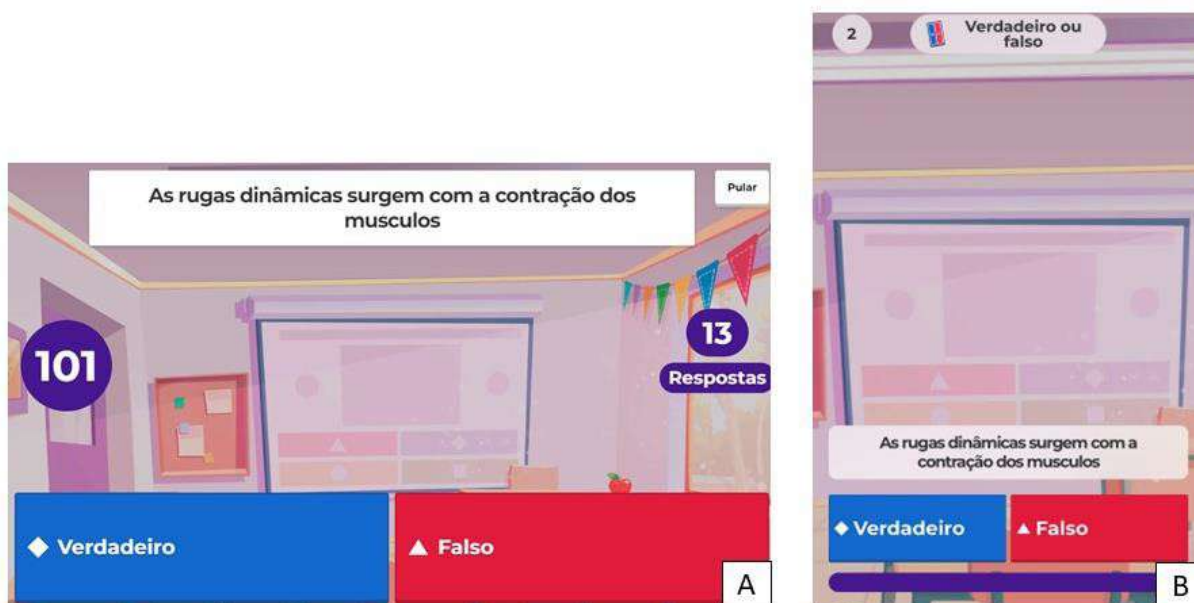 As rugas dinâmicas surgem com a contração dos
musculos
Pular
101
13
Respostas
Verdadeiro
Falso
A
2
Verdadeiro ou
falso
As rugas dinâmicas surgem com a
contração dos musculos
Verdadeiro
Falso
B